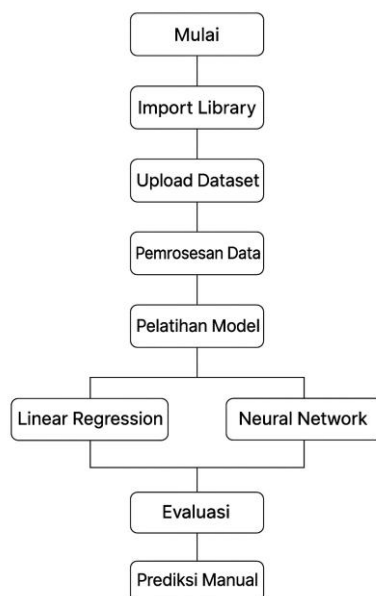 Mulai
Import Library
Upload Dataset
Pemrosesan Data
Pelatihan Model
Linear Regression
Neural Network
Evaluasi
Prediksi Manual